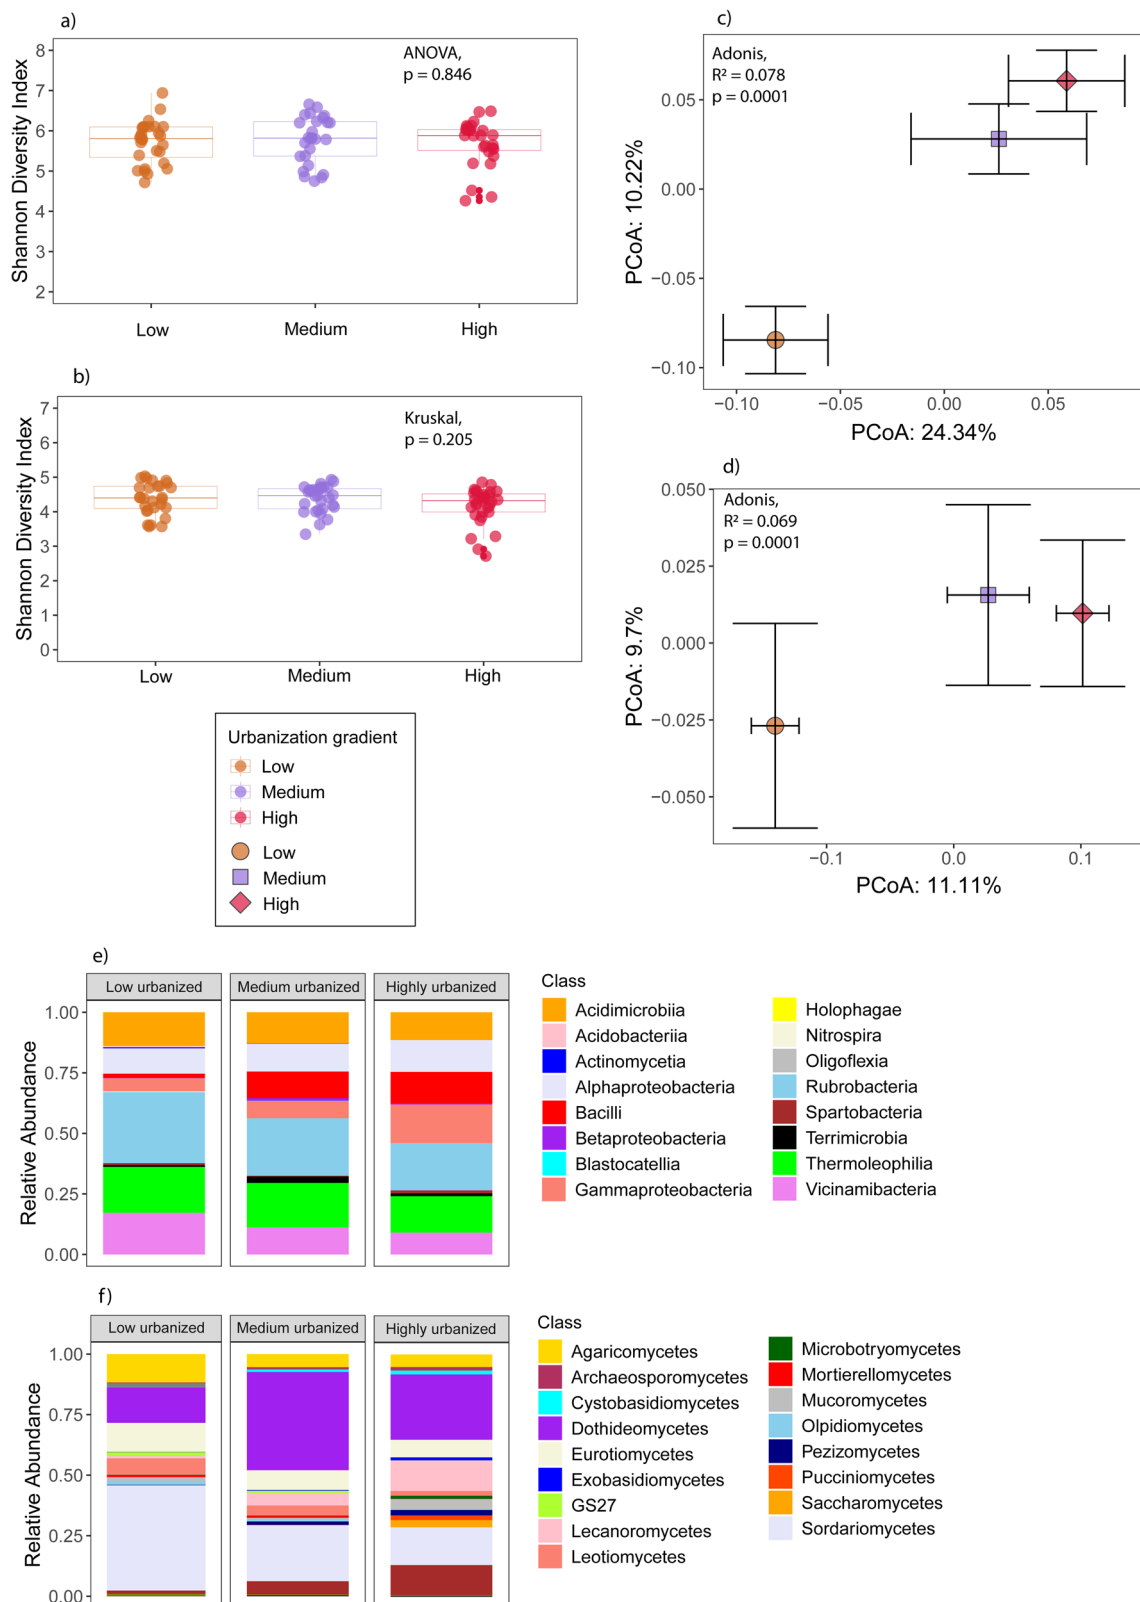 a)
Shannon Diversity Index
8
7
6
5
4
3
2
ANOVA,
p = 0.846
Low
Medium
High
b)
Shannon Diversity Index
7
6
5
4
3
2
1
0
Kruskal,
p = 0.205
Low
Medium
High
Urbanization gradient
Low
Medium
High
Low
Medium
High
c)
PCoA: 10.22%
0.05
0.00
−0.05
−0.10
Adonis,
R² = 0.078
p = 0.0001
−0.10
−0.05
0.00
0.05
PCoA: 24.34%
d)
PCoA: 9.7%
0.050
0.025
0.000
−0.025
−0.050
Adonis,
R² = 0.069
p = 0.0001
−0.1
0.0
0.1
PCoA: 11.11%
e)
Relative Abundance
1.00
0.75
0.50
0.25
0.00
Low urbanized
Medium urbanized
Highly urbanized
Class
Acidimicrobiia
Acidobacteriia
Actinomycetia
Alphaproteobacteria
Bacilli
Betaproteobacteria
Blastocatellia
Gammaproteobacteria
Holophagae
Nitrospira
Oligoflexia
Rubrobacteria
Spartobacteria
Terrimicrobia
Thermoleophilia
Vicinamibacteria
f)
Relative Abundance
1.00
0.75
0.50
0.25
0.00
Low urbanized
Medium urbanized
Highly urbanized
Class
Agaricomycetes
Archaeosporomycetes
Cystobasidiomycetes
Dothideomycetes
Eurotiomycetes
Exobasidiomycetes
GS27
Lecanoromycetes
Leotiomycetes
Microbotryomycetes
Mortierellomycetes
Mucoromycetes
Olpidiomycetes
Pezizomycetes
Pucciniomycetes
Saccharomycetes
Sordariomycetes